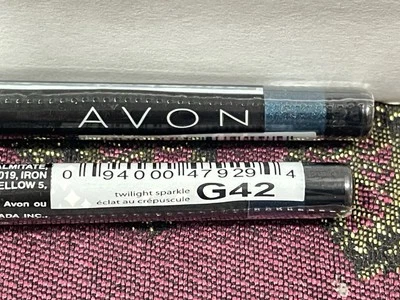 AVON
LMITATE
019, IRON
ELLOW 5,
Avon ou
ADA INC.,
0 94000 47929 4
twilight sparkle
éclat au crépuscule
G42